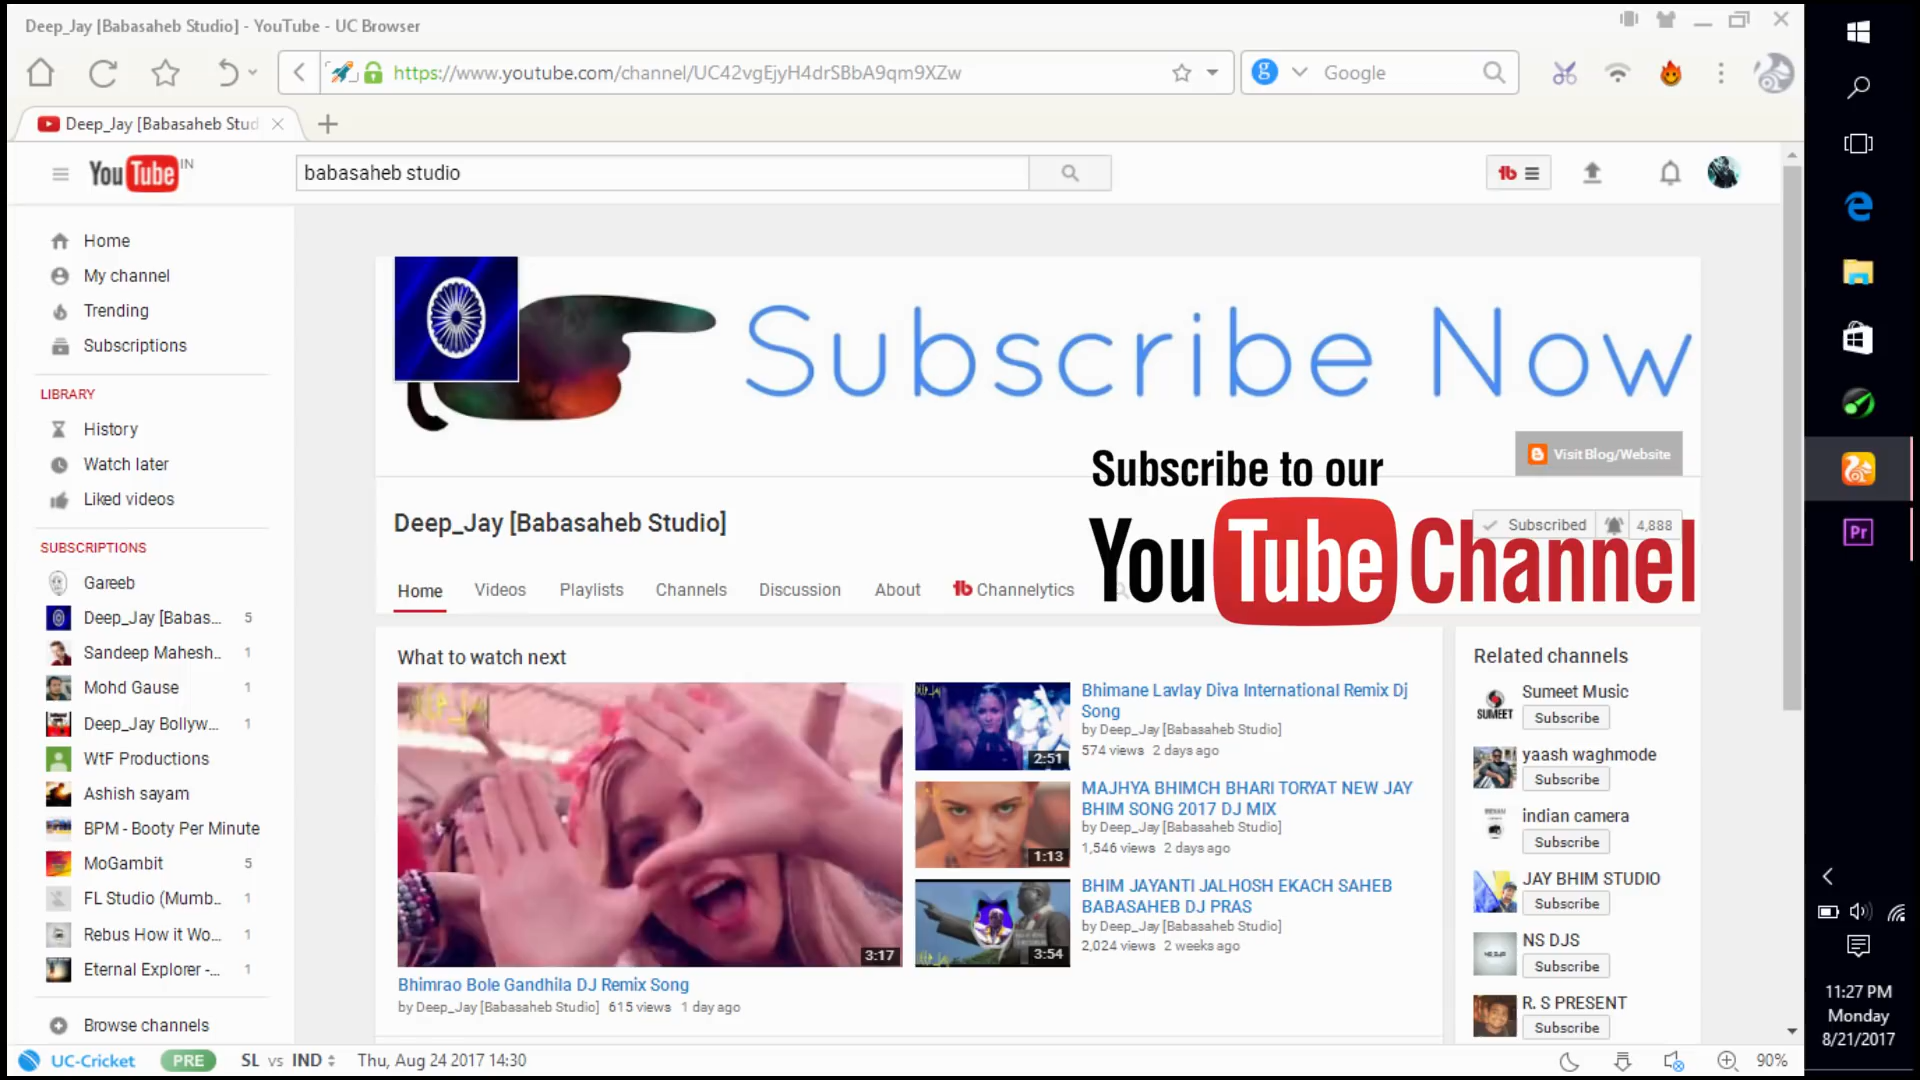 Deep_Jay [Babasaheb Studio] - YouTube - UC Browser
https://www.youtube.com/channel/UC42vgEjyH4drSBbA9qm9XZw
Google
Deep_Jay [Babasaheb Stud
YouTube IN
babasaheb studio
Home
My channel
Trending
Subscriptions
LIBRARY
History
Watch later
Liked videos
SUBSCRIPTIONS
Gareeb
Deep_Jay [Babas... 5
Sandeep Mahesh.. 1
Mohd Gause 1
Deep_Jay Bollyw... 1
WtF Productions
Ashish sayam
BPM - Booty Per Minute
MoGambit 5
FL Studio (Mumb.. 1
Rebus How it Wo... 1
Eternal Explorer -... 1
Browse channels
Subscribe Now
Visit Blog/Website
Subscribe to our
YouTube Channel
Deep_Jay [Babasaheb Studio]
Subscribed 4,888
Home Videos Playlists Channels Discussion About Channelytics
What to watch next
3:17
Bhimrao Bole Gandhila DJ Remix Song
by Deep_Jay [Babasaheb Studio] 615 views 1 day ago
2:51
Bhimane Lavlay Diva International Remix Dj
Song
by Deep_Jay [Babasaheb Studio]
574 views 2 days ago
1:13
MAJHYA BHIMCH BHARI TORYAT NEW JAY
BHIM SONG 2017 DJ MIX
by Deep_Jay [Babasaheb Studio]
1,546 views 2 days ago
3:54
BHIM JAYANTI JALHOSH EKACH SAHEB
BABASAHEB DJ PRAS
by Deep_Jay [Babasaheb Studio]
2,024 views 2 weeks ago
Related channels
SUMEET
Sumeet Music
Subscribe
yaash waghmode
Subscribe
indian camera
Subscribe
JAY BHIM STUDIO
Subscribe
NS DJS
Subscribe
R. S PRESENT
Subscribe
UC-Cricket PRE SL vs IND Thu, Aug 24 2017 14:30
90%
Pr
11:27 PM
Monday
8/21/2017